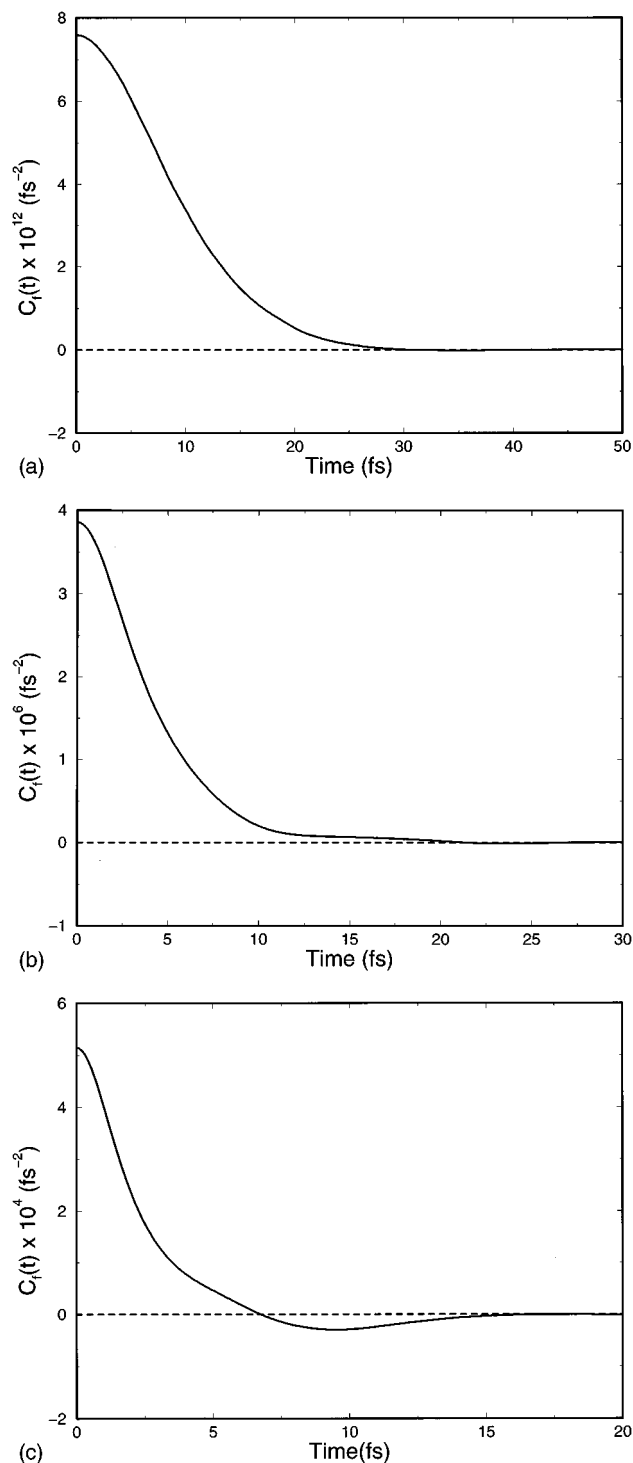 8
6
4
2
0
−2
C_f(t) x 10^12 (fs^-2)
0 10 20 30 40 50
(a)
Time (fs)
4
3
2
1
0
−1
C_f(t) x 10^6 (fs^-2)
0 5 10 15 20 25 30
(b)
Time (fs)
6
4
2
0
−2
C_f(t) x 10^4 (fs^-2)
0 5 10 15 20
(c)
Time(fs)